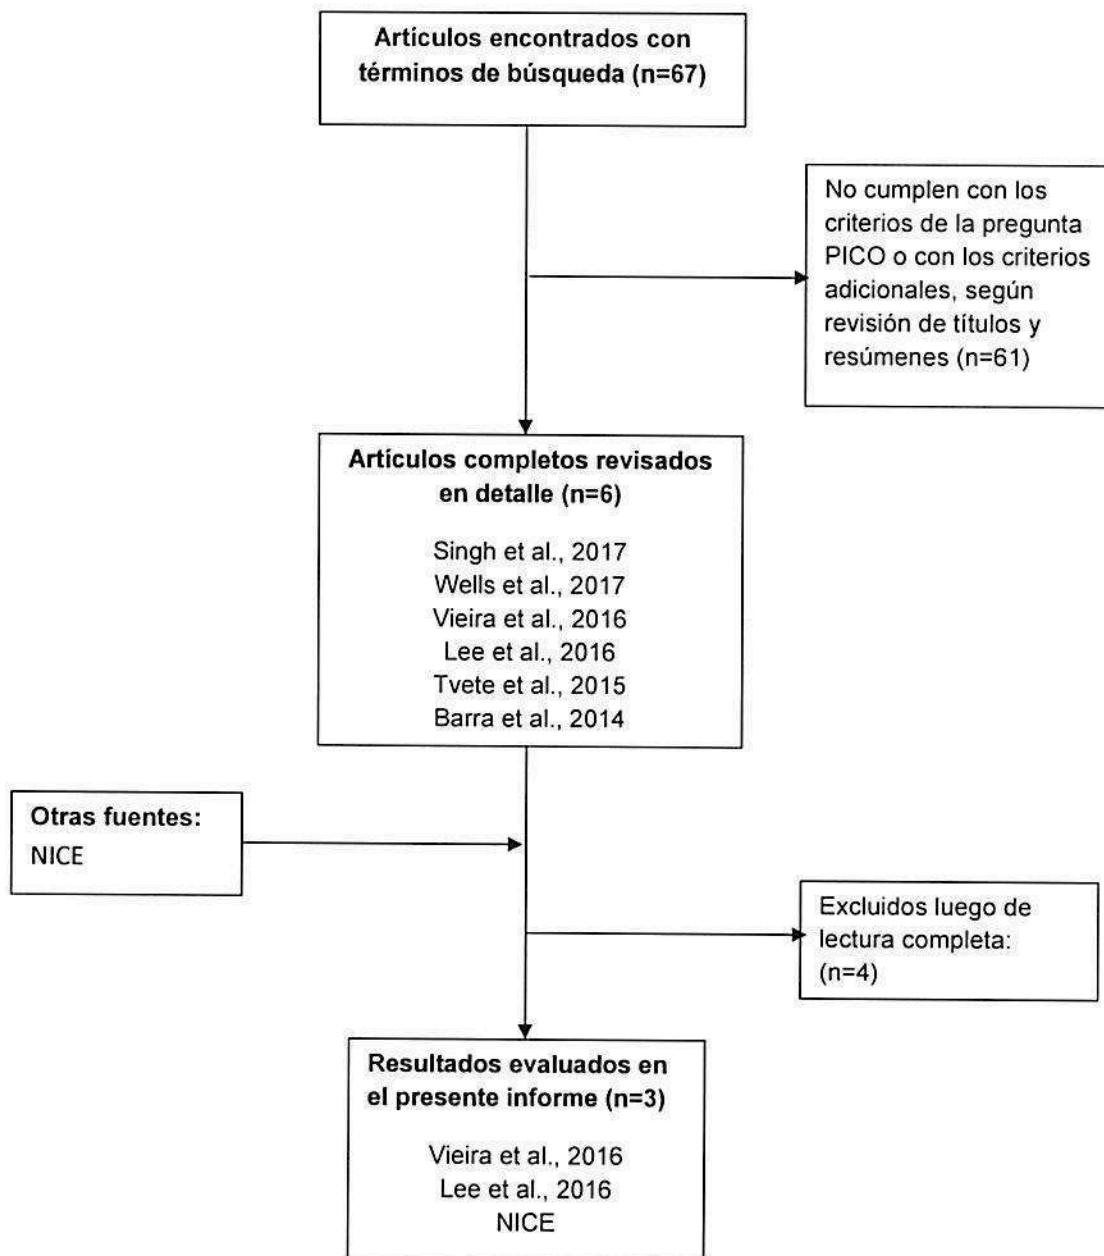 Artículos encontrados con
términos de búsqueda (n=67)
No cumplen con los
criterios de la pregunta
PICO o con los criterios
adicionales, según
revisión de títulos y
resúmenes (n=61)
Artículos completos revisados
en detalle (n=6)
Singh et al., 2017
Wells et al., 2017
Vieira et al., 2016
Lee et al., 2016
Tvete et al., 2015
Barra et al., 2014
Otras fuentes:
NICE
Excluidos luego de
lectura completa:
(n=4)
Resultados evaluados en
el presente informe (n=3)
Vieira et al., 2016
Lee et al., 2016
NICE